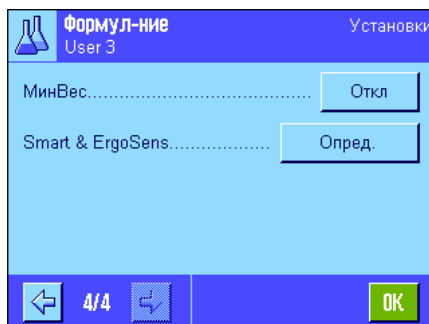 Формул-ние Установки
User 3
МинВес........................................ Откл
Smart & ErgoSens................... Опред.
4/4 OK